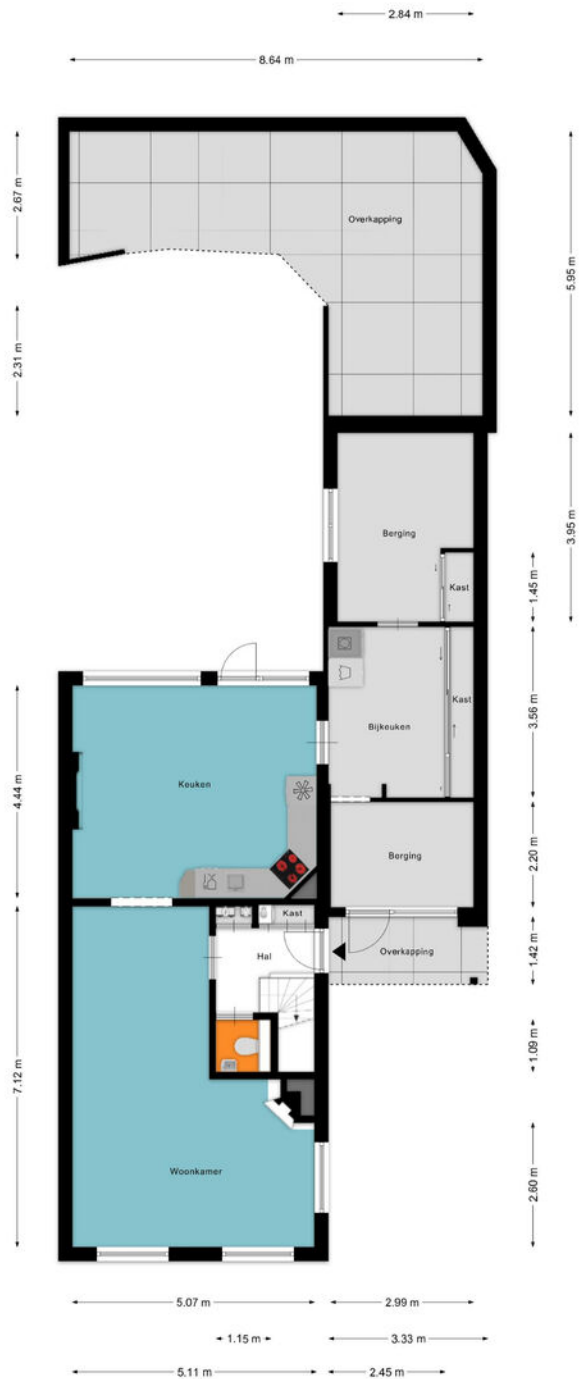 2.84 m
8.64 m
2.67 m
Overkapping
5.95 m
2.31 m
3.95 m
Berging
1.45 m
Kast
3.56 m
Kast
Bijkeuken
4.44 m
Keuken
2.20 m
Berging
Kast
1.42 m
Overkapping
Hal
1.09 m
7.12 m
Woonkamer
2.60 m
5.07 m
2.99 m
1.15 m
3.33 m
5.11 m
2.45 m